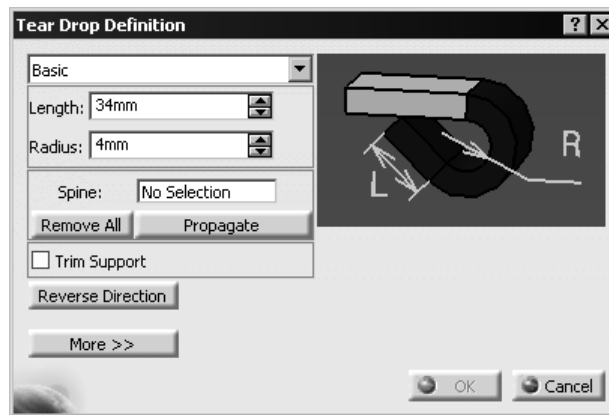 Tear Drop Definition
Basic
Length: 34mm
Radius: 4mm
Spine: No Selection
Remove All Propagate
Trim Support
Reverse Direction
More >>
L
R
OK Cancel